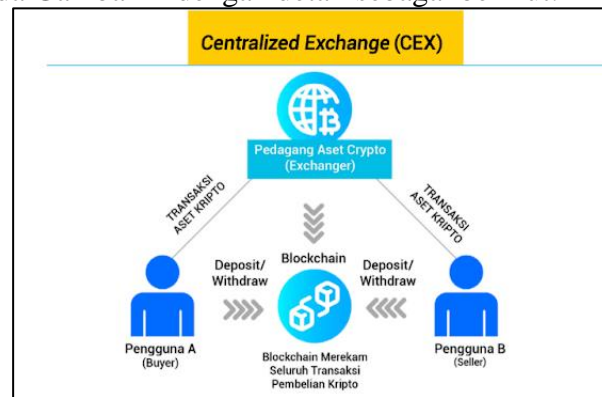 dengan
Centralized Exchange (CEX)
Pedagang Aset Crypto
(Exchanger)
TRANSAKSI
ASET KRIPTO
TRANSAKSI
ASET KRIPTO
Deposit/
Withdraw
Blockchain
Deposit/
Withdraw
Pengguna A
(Buyer)
Blockchain Merekam
Seluruh Transaksi
Pembelian Kripto
Pengguna B
(Seller)